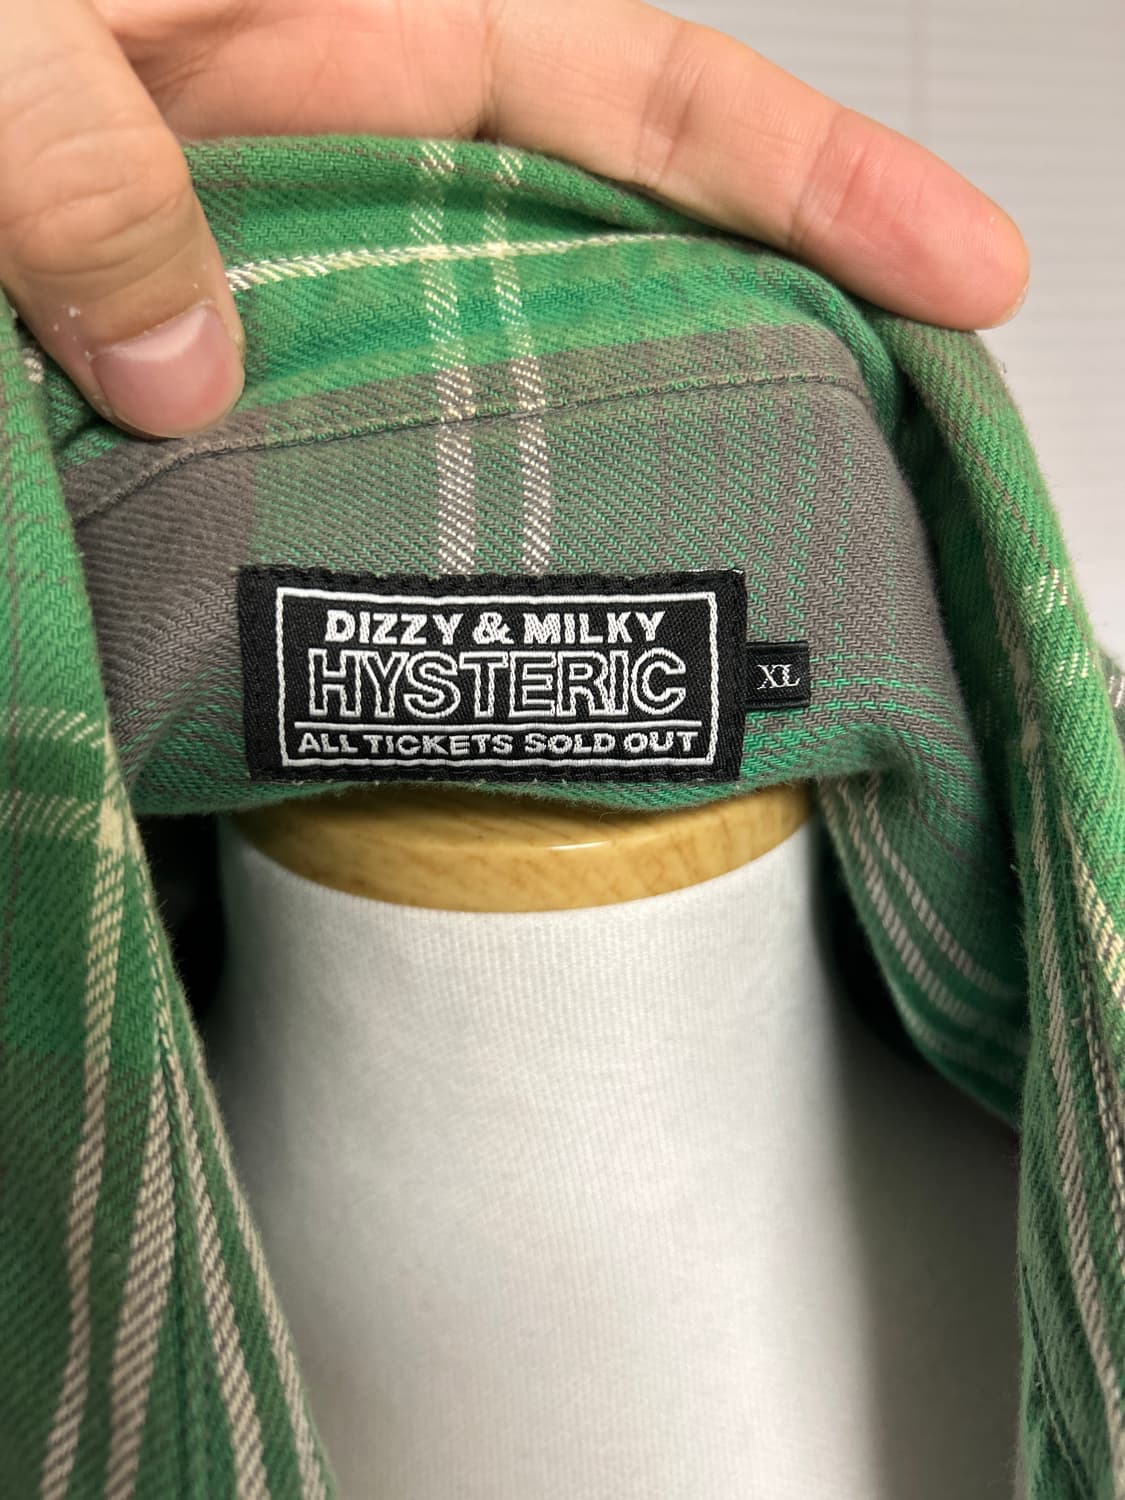 DIZZY & MILKY
HYSTERIC
ALL TICKETS SOLD OUT
XL